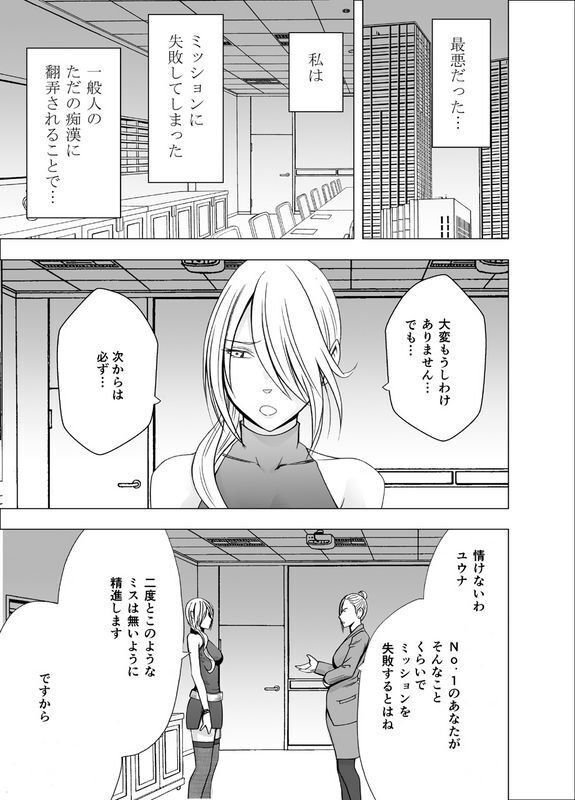 最悪だった…
私は
ミッションに
失敗してしまった
一般人の
ただの痴漢に
翻弄されることで…
大変もうしわけ
ありません…
でも…
次からは
必ず…
情けないわ
ユウナ
No.1のあなたが
そんなこと
くらいで
ミッションを
失敗するとはね
二度とこのような
ミスは無いように
精進します
ですから